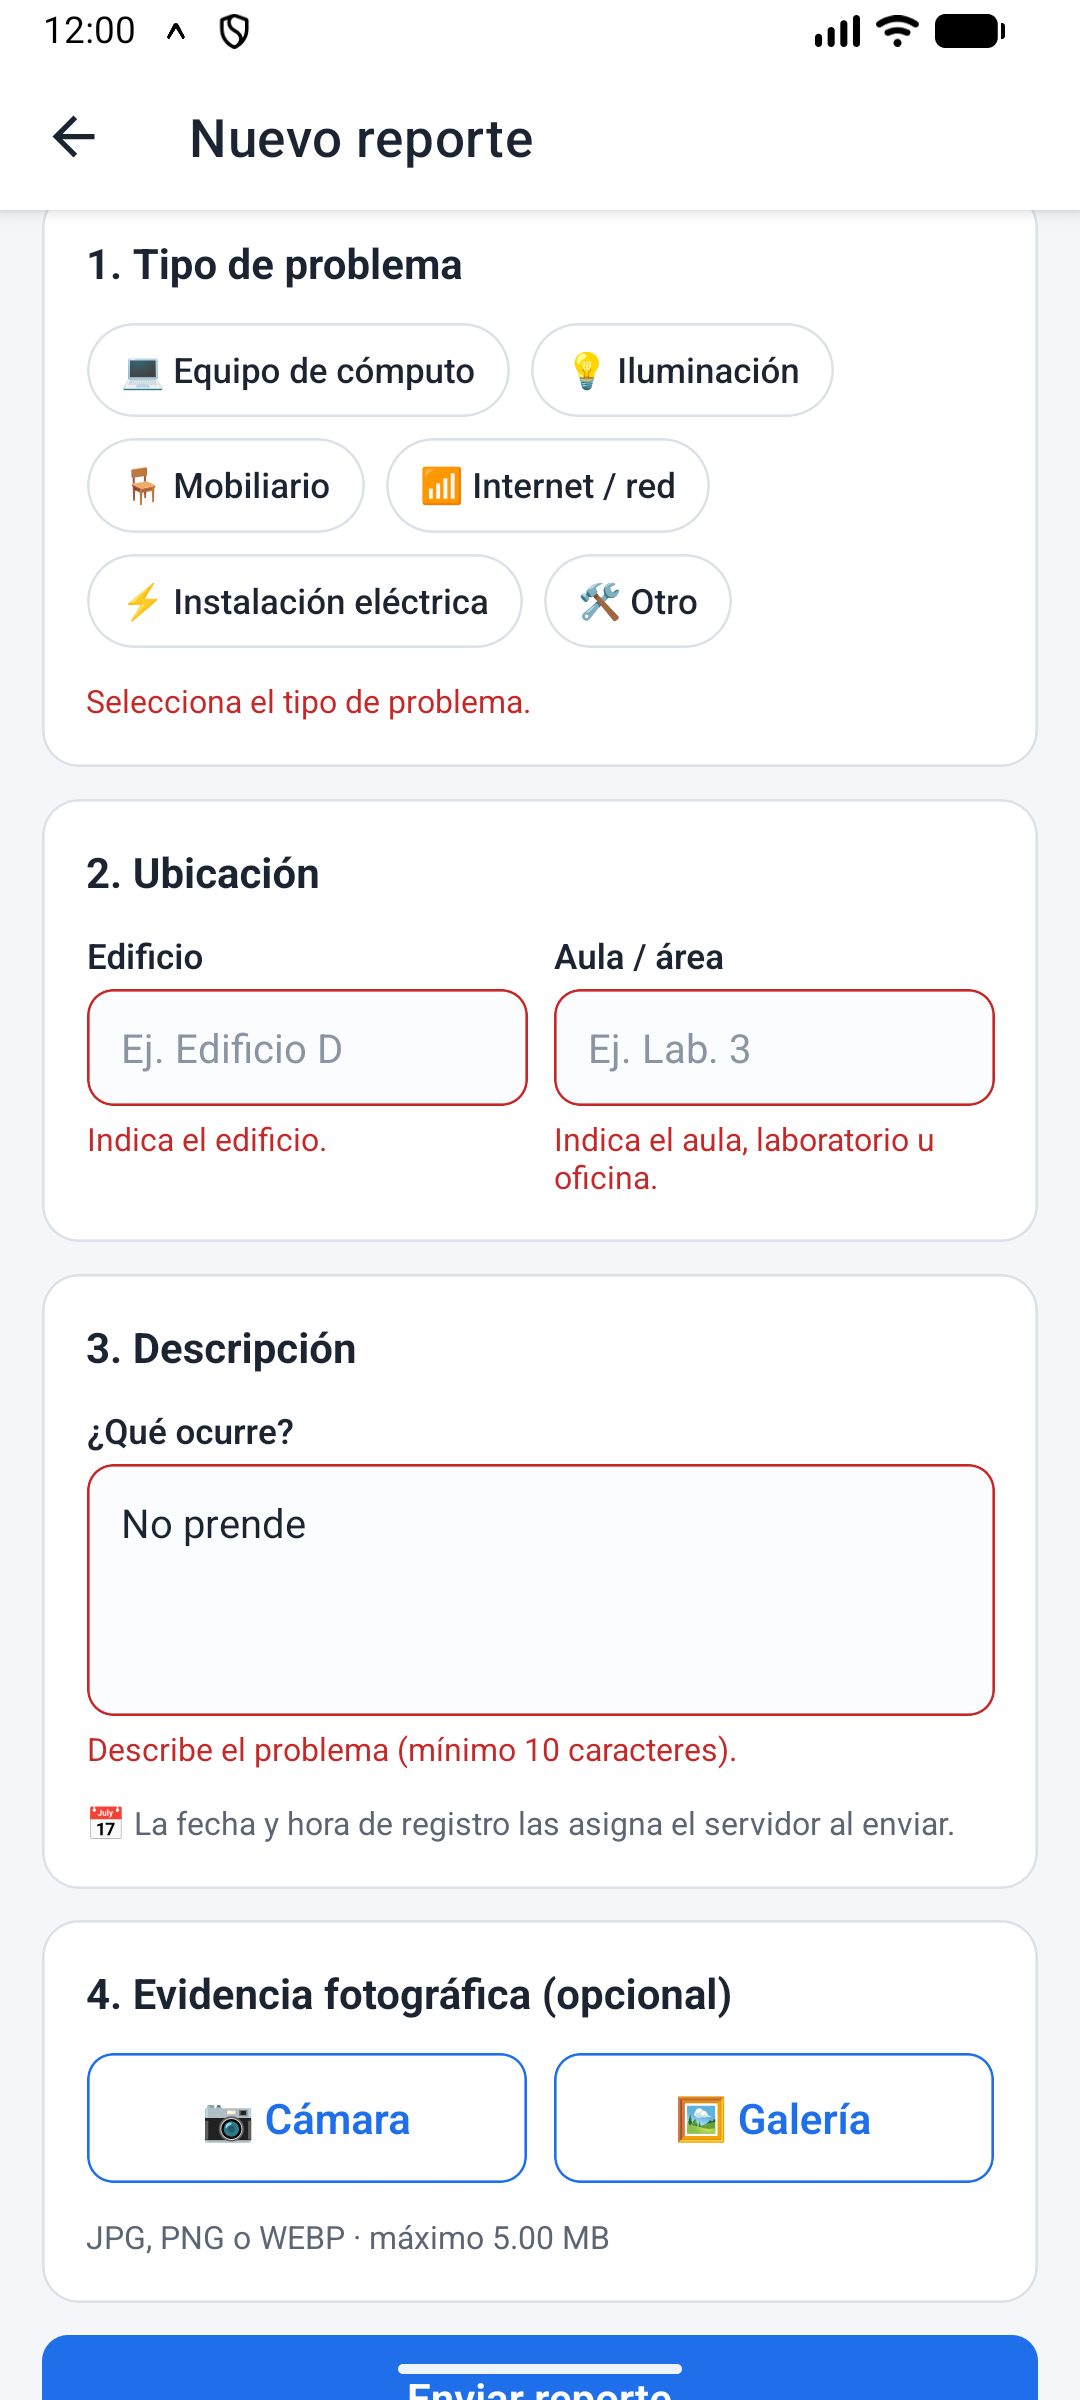 12:00
Nuevo reporte
1. Tipo de problema
Equipo de cómputo
Iluminación
Mobiliario
Internet / red
Instalación eléctrica
Otro
Selecciona el tipo de problema.
2. Ubicación
Edificio
Aula / área
Ej. Edificio D
Ej. Lab. 3
Indica el edificio.
Indica el aula, laboratorio u
oficina.
3. Descripción
¿Qué ocurre?
No prende
Describe el problema (mínimo 10 caracteres).
July
17
La fecha y hora de registro las asigna el servidor al enviar.
4. Evidencia fotográfica (opcional)
Cámara
Galería
JPG, PNG o WEBP · máximo 5.00 MB
Enviar reporte